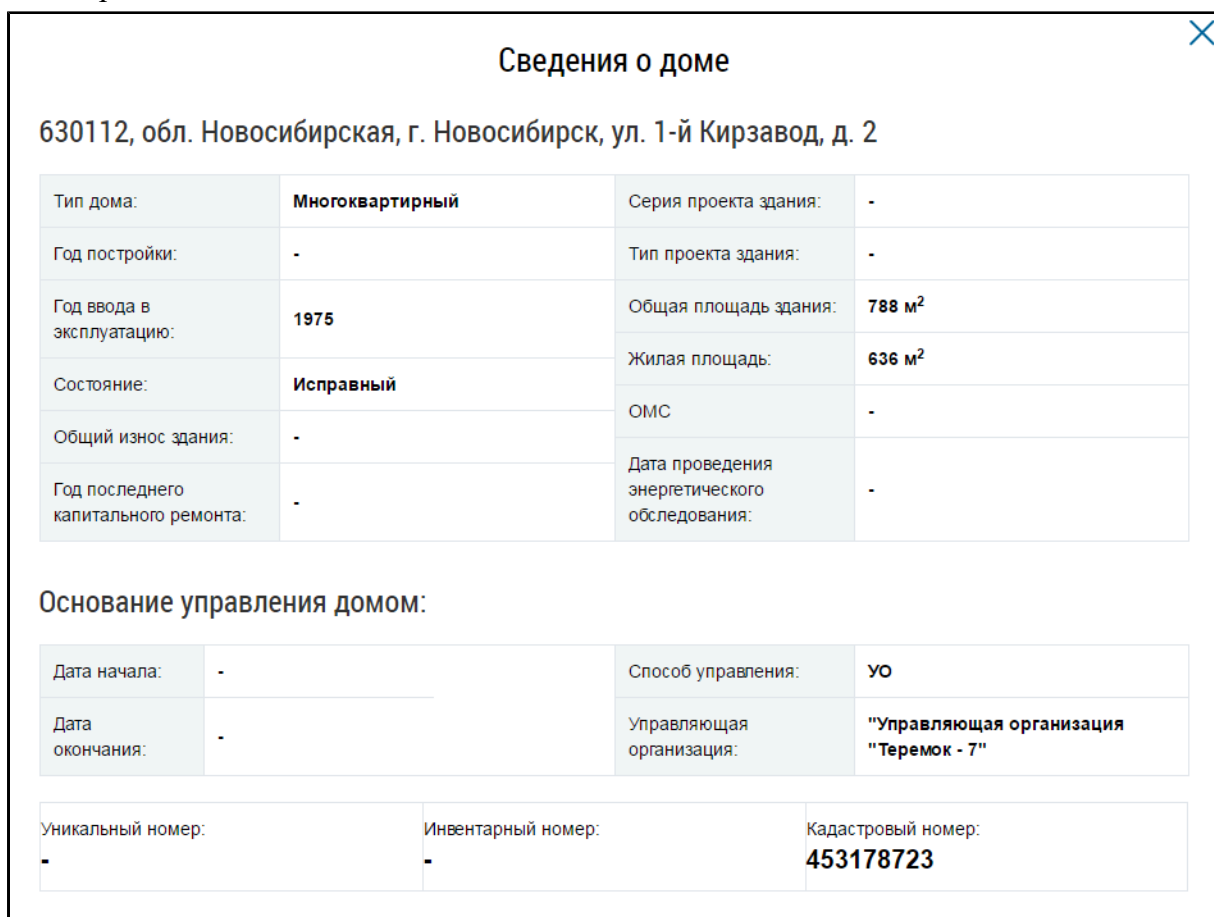 Сведения о доме
630112, обл. Новосибирская, г. Новосибирск, ул. 1-й Кирзавод, д. 2
Тип дома: Многоквартирный
Год постройки: -
Год ввода в
эксплуатацию: 1975
Состояние: Исправный
Общий износ здания: -
Год последнего
капитального ремонта: -
Серия проекта здания: -
Тип проекта здания: -
Общая площадь здания: 788 м²
Жилая площадь: 636 м²
ОМС -
Дата проведения
энергетического
обследования: -
Основание управления домом:
Дата начала: -
Дата
окончания: -
Способ управления: УО
Управляющая
организация:
"Управляющая организация
"Теремок - 7"
Уникальный номер:
-
Инвентарный номер:
-
Кадастровый номер:
453178723